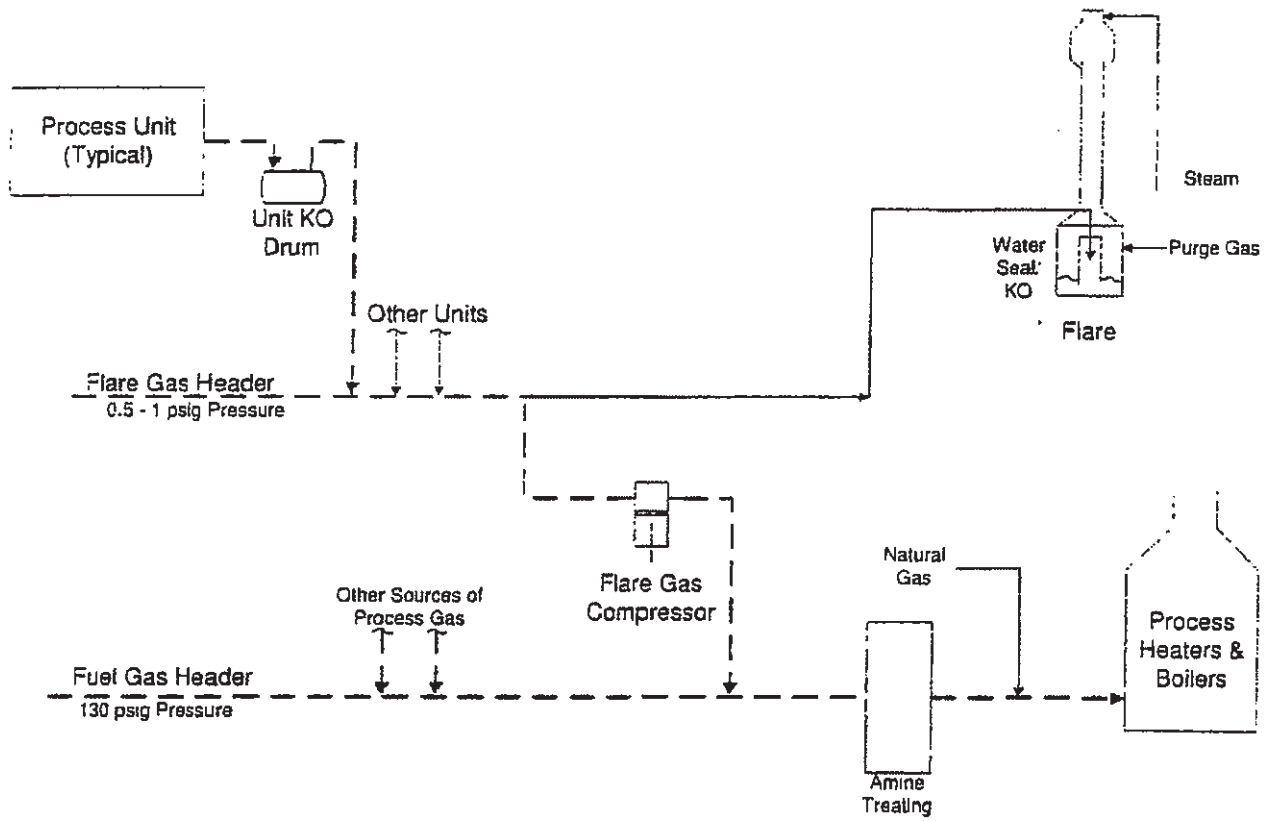 Process Unit
(Typical)
Unit KO
Drum
Steam
Water
Seal'
KO
Purge Gas
Flare
Other Units
Flare Gas Header
0.5 - 1 psig Pressure
Flare Gas
Compressor
Natural
Gas
Other Sources of
Process Gas
Process
Heaters &
Boilers
Fuel Gas Header
130 psig Pressure
Amine
Treating